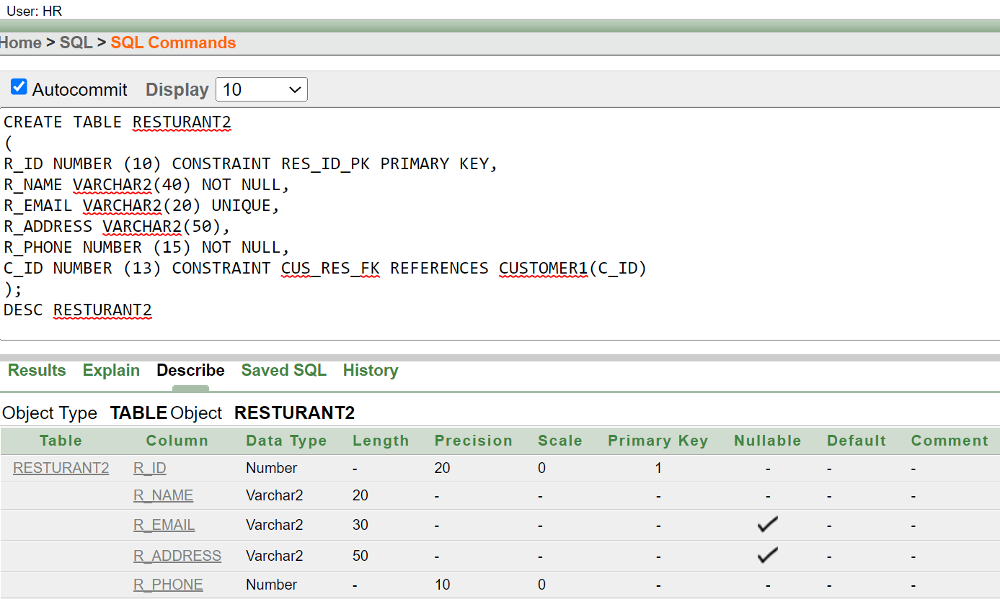 User: HR
Home > SQL > SQL Commands
Autocommit Display 10
CREATE TABLE RESTURANT2
(
R_ID NUMBER (10) CONSTRAINT RES_ID_PK PRIMARY KEY,
R_NAME VARCHAR2(40) NOT NULL,
R_EMAIL VARCHAR2(20) UNIQUE,
R_ADDRESS VARCHAR2(50),
R_PHONE NUMBER (15) NOT NULL,
C_ID NUMBER (13) CONSTRAINT CUS_RES_FK REFERENCES CUSTOMER1(C_ID)
);
DESC RESTURANT2
Results Explain Describe Saved SQL History
Object Type TABLE Object RESTURANT2
Table Column Data Type Length Precision Scale Primary Key Nullable Default Comment
RESTURANT2 R_ID Number - 20 0 1 - - -
R_NAME Varchar2 20 - - - - - -
R_EMAIL Varchar2 30 - - - - -
R_ADDRESS Varchar2 50 - - - - -
R_PHONE Number - 10 0 - - - -